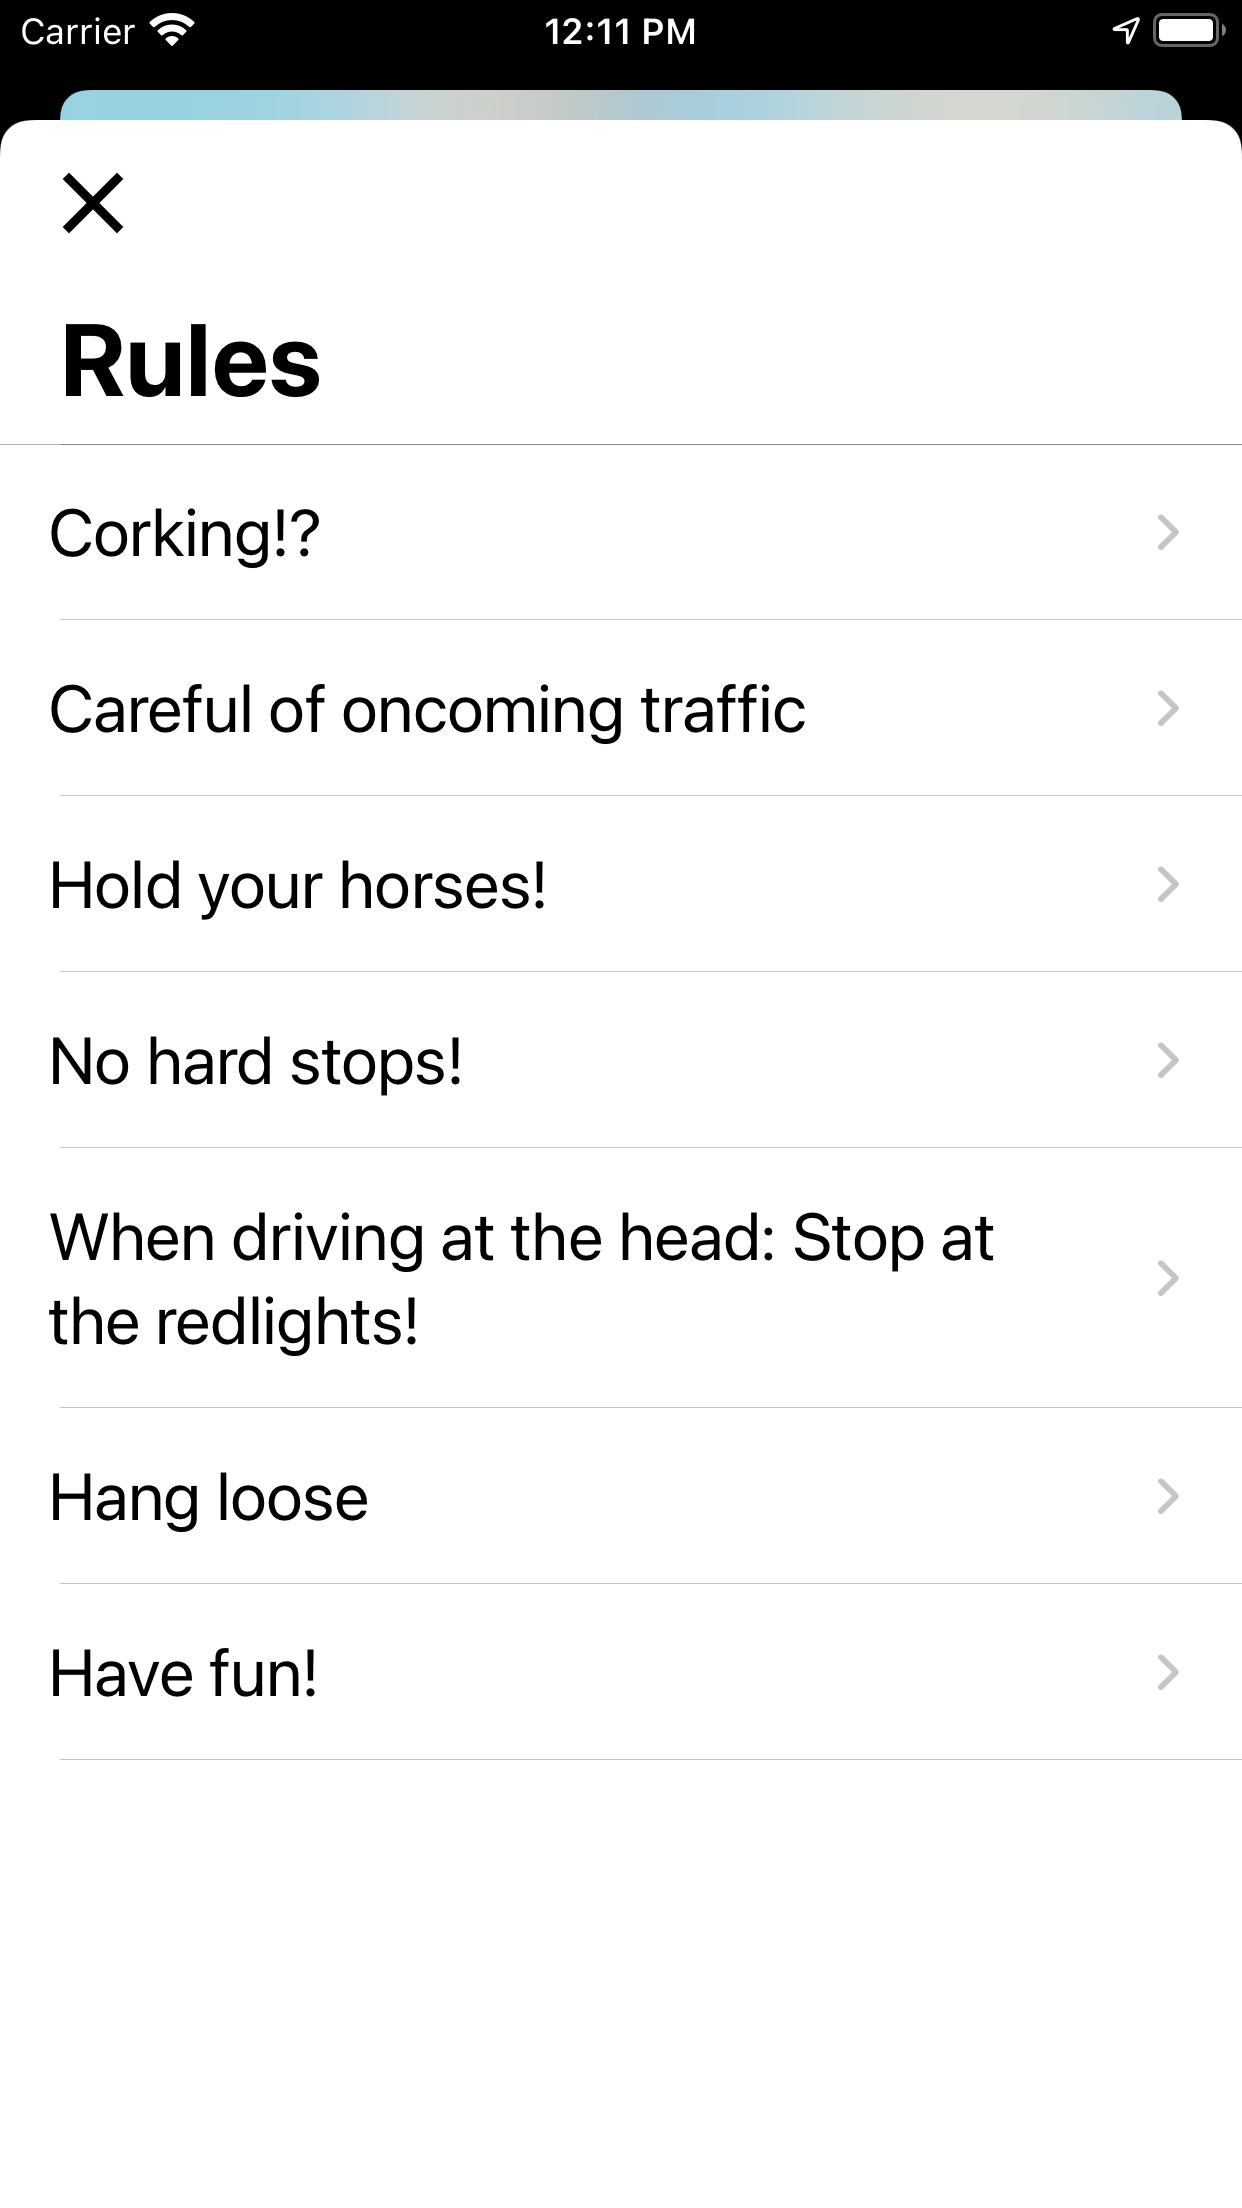 Carrier
12:11 PM
Rules
Corking!?
Careful of oncoming traffic
Hold your horses!
No hard stops!
When driving at the head: Stop at
the redlights!
Hang loose
Have fun!